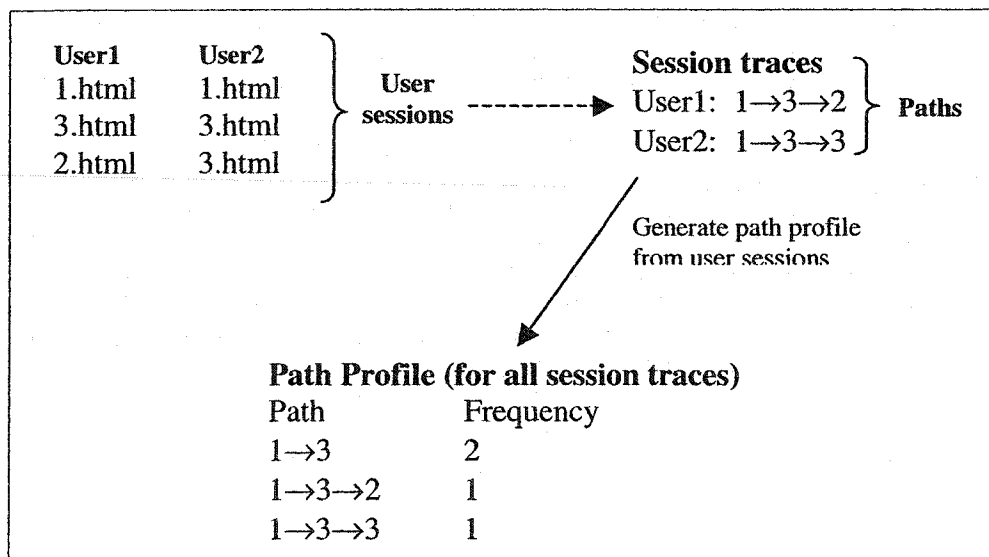 User1 User2
1.html 1.html
3.html 3.html
2.html 3.html
User
sessions
Session traces
User1: 1→3→2
User2: 1→3→3
Paths
Generate path profile
from user sessions
Path Profile (for all session traces)
Path Frequency
1→3 2
1→3→2 1
1→3→3 1